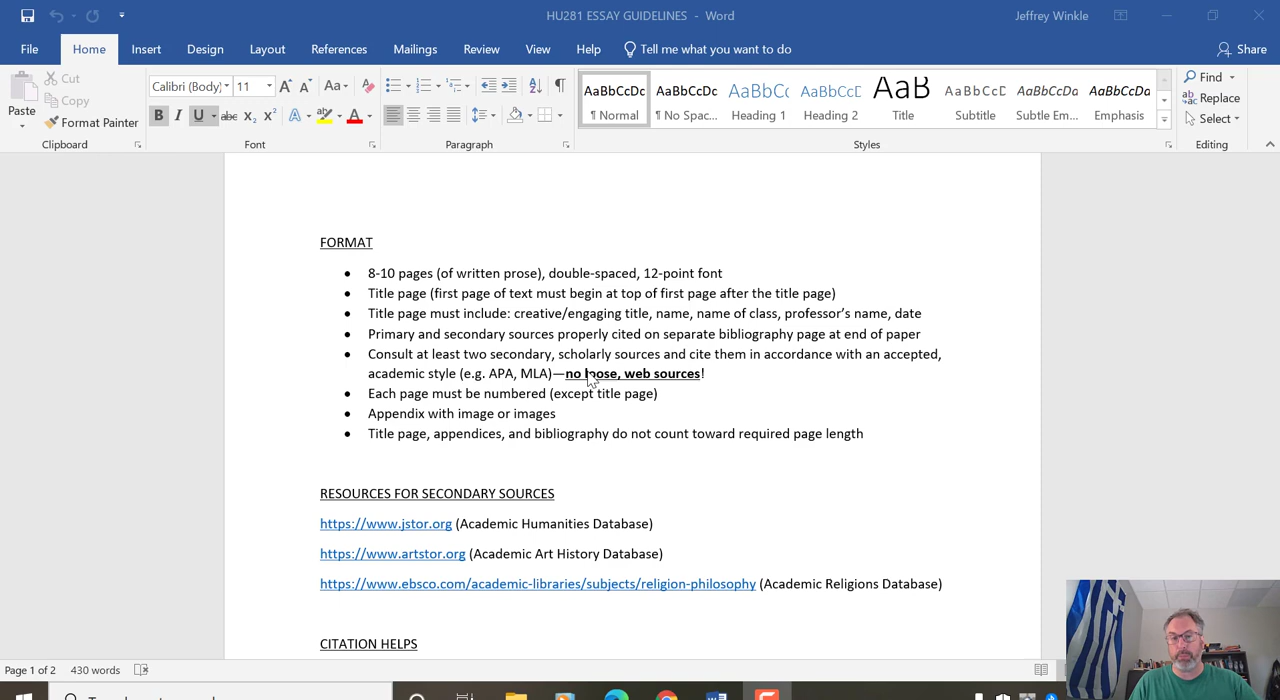 HU281 ESSAY GUIDELINES - Word
Jeffrey Winkle
File Home Insert Design Layout References Mailings Review View Help Tell me what you want to do Share
Paste
Cut
Copy
Format Painter
Clipboard
Calibri (Body) 11
Font
Paragraph
AaBbCcDc AaBbCcDc AaBbCc AaBbCcD AaB AaBbCcD AaBbCcDa AaBbCcDa
¶ Normal ¶ No Spac... Heading 1 Heading 2 Title Subtitle Subtle Em... Emphasis
Styles
Find
Replace
Select
Editing
FORMAT
• 8-10 pages (of written prose), double-spaced, 12-point font
• Title page (first page of text must begin at top of first page after the title page)
• Title page must include: creative/engaging title, name, name of class, professor's name, date
• Primary and secondary sources properly cited on separate bibliography page at end of paper
• Consult at least two secondary, scholarly sources and cite them in accordance with an accepted,
academic style (e.g. APA, MLA)—no loose, web sources!
• Each page must be numbered (except title page)
• Appendix with image or images
• Title page, appendices, and bibliography do not count toward required page length
RESOURCES FOR SECONDARY SOURCES
https://www.jstor.org (Academic Humanities Database)
https://www.artstor.org (Academic Art History Database)
https://www.ebsco.com/academic-libraries/subjects/religion-philosophy (Academic Religions Database)
CITATION HELPS
Page 1 of 2 430 words